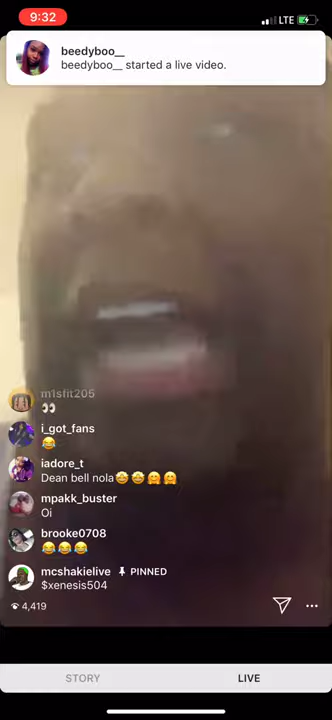 9:32
LTE
beedyboo__
beedyboo__ started a live video.
m1sfit205
👀
i_got_fans
😂
iadore_t
Dean bell nola🤩🤩🤗🤗
mpakk_buster
Oi
brooke0708
😂😂😂
mcshakielive PINNED
$xenesis504
4,419
STORY LIVE